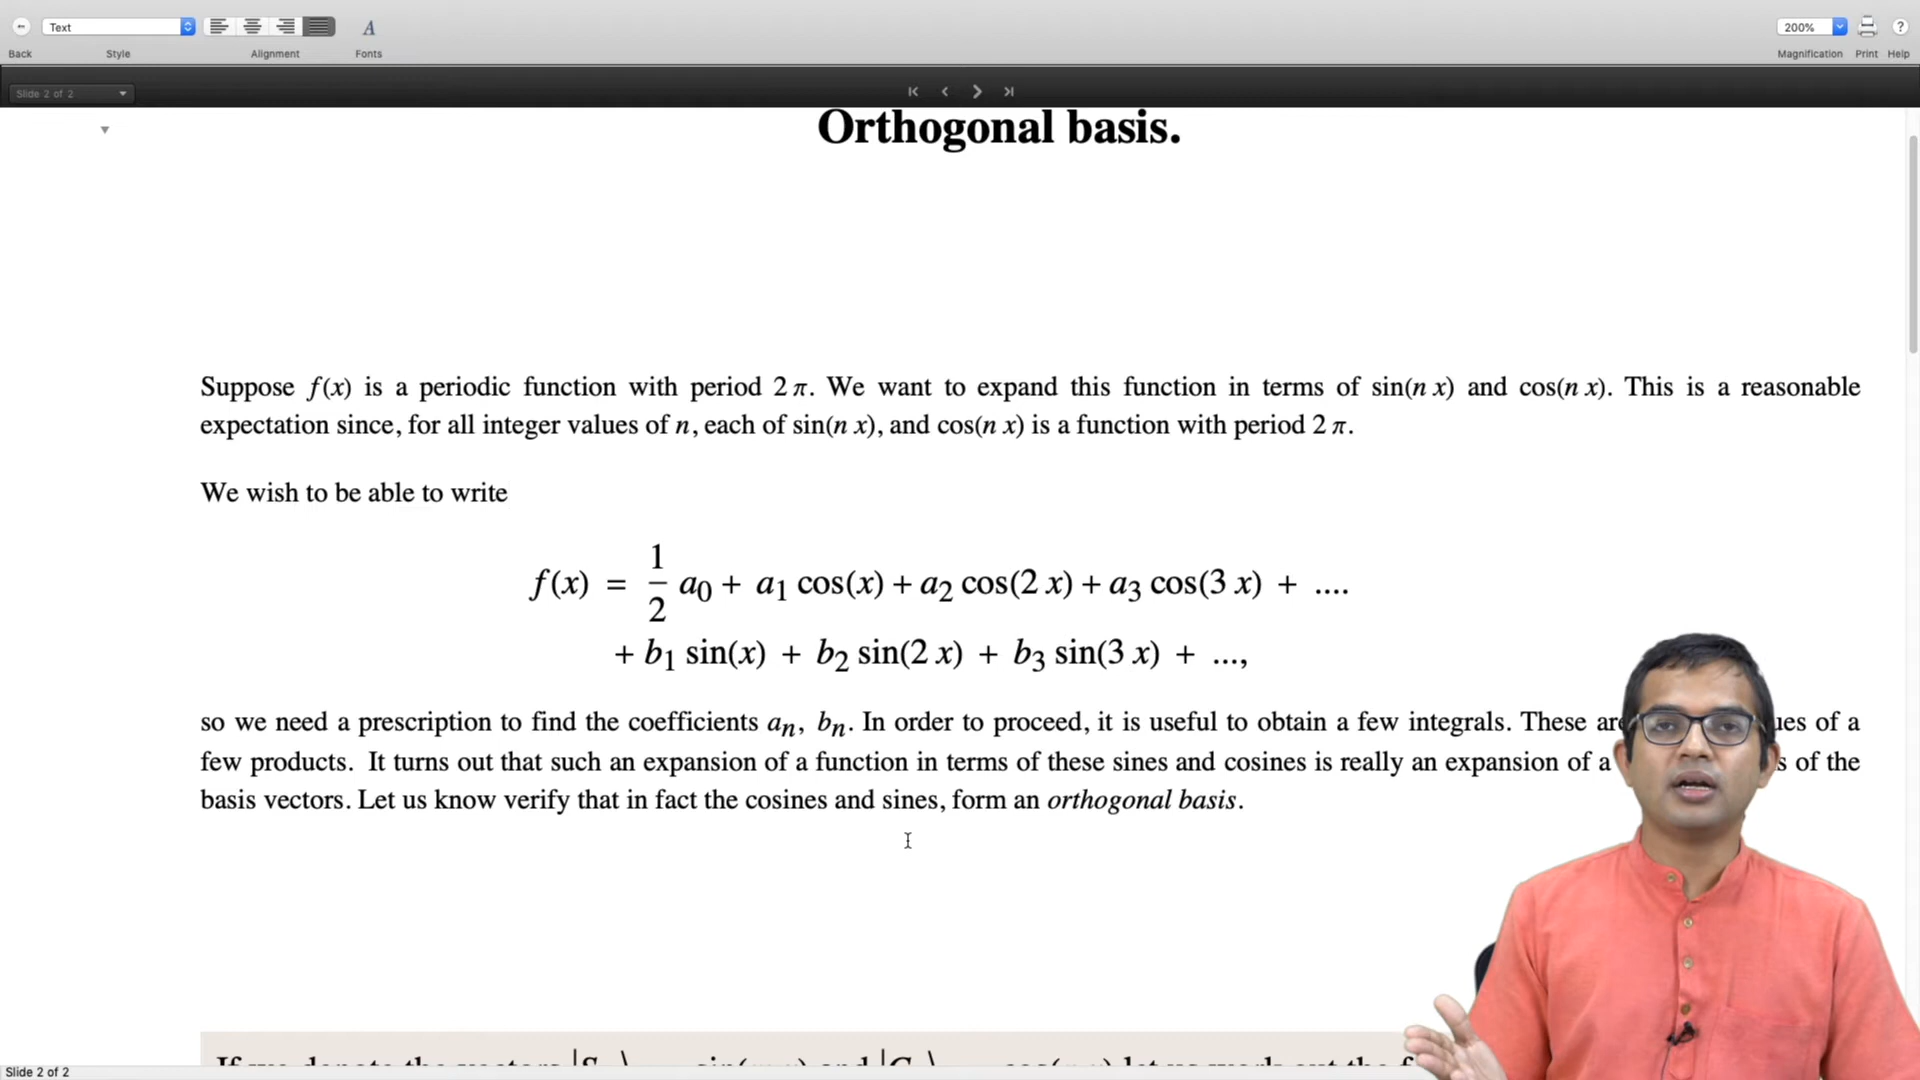 Text 200%
Back Style Alignment Fonts Magnification Print Help
Slide 2 of 2
Orthogonal basis.
Suppose f(x) is a periodic function with period 2 π. We want to expand this function in terms of sin(n x) and cos(n x). This is a reasonable
expectation since, for all integer values of n, each of sin(n x), and cos(n x) is a function with period 2 π.
We wish to be able to write
f(x) = 1/2 a₀ + a₁ cos(x) + a₂ cos(2 x) + a₃ cos(3 x) + ....
+ b₁ sin(x) + b₂ sin(2 x) + b₃ sin(3 x) + ...,
so we need a prescription to find the coefficients aₙ, bₙ. In order to proceed, it is useful to obtain a few integrals. These are of a
few products. It turns out that such an expansion of a function in terms of these sines and cosines is really an expansion of a of the
basis vectors. Let us know verify that in fact the cosines and sines, form an orthogonal basis.
Slide 2 of 2